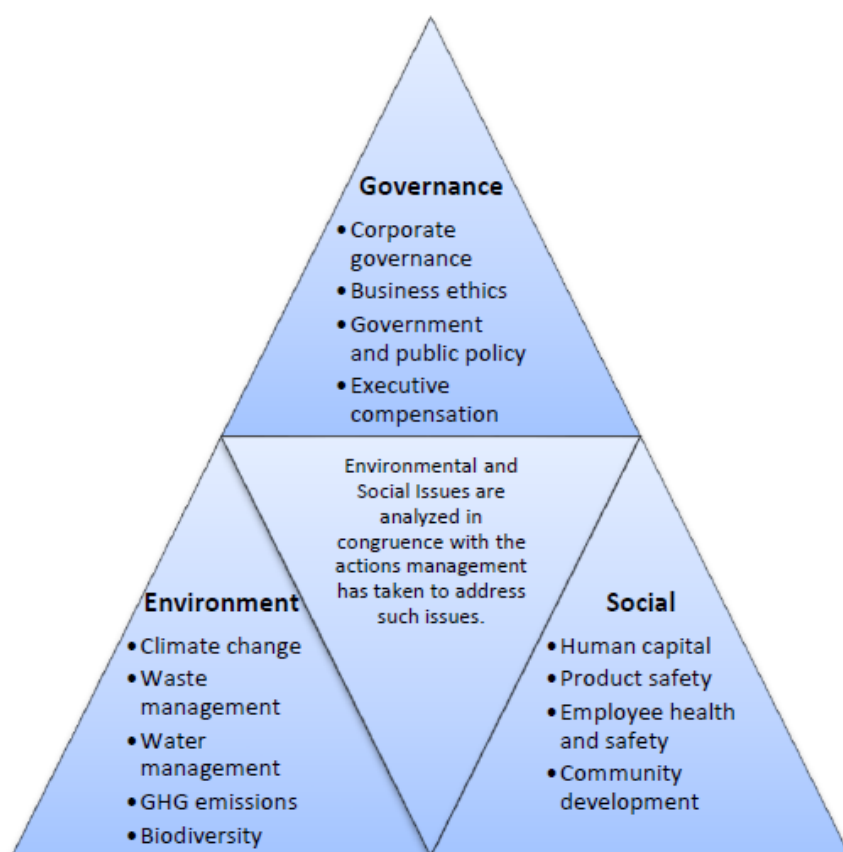 Governance
•Corporate
governance
•Business ethics
•Government
and public policy
•Executive
compensation
Environmental and
Social Issues are
analyzed in
congruence with the
actions management
has taken to address
such issues.
Environment
•Climate change
•Waste
management
•Water
management
•GHG emissions
•Biodiversity
Social
•Human capital
•Product safety
•Employee health
and safety
•Community
development